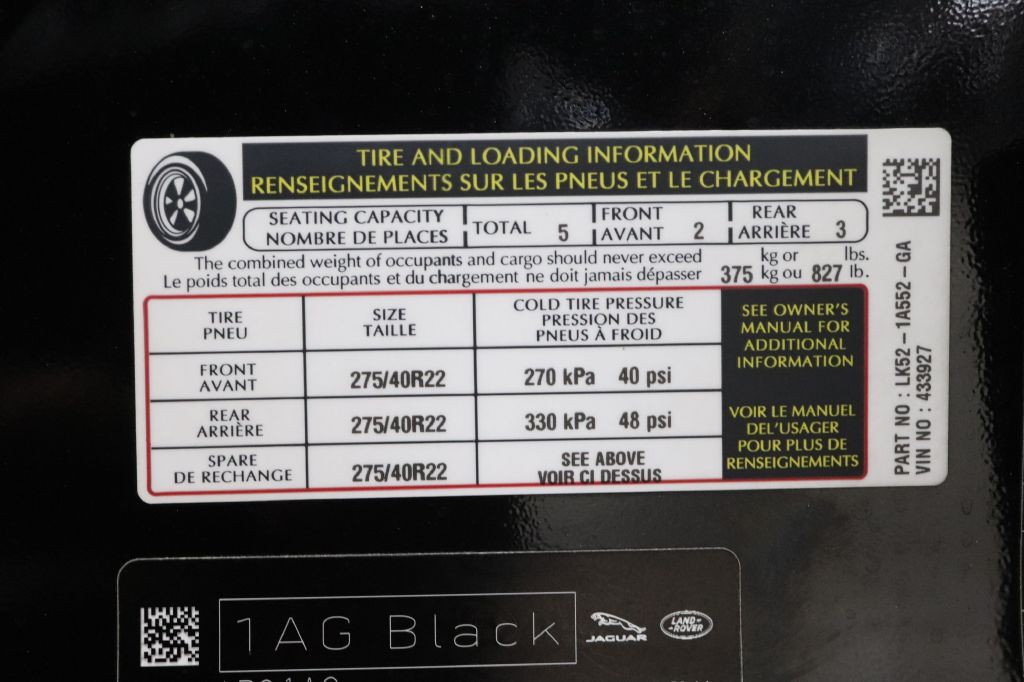 TIRE AND LOADING INFORMATION
RENSEIGNEMENTS SUR LES PNEUS ET LE CHARGEMENT
SEATING CAPACITY
NOMBRE DE PLACES
TOTAL 5
FRONT
AVANT 2
REAR
ARRIÈRE 3
The combined weight of occupants and cargo should never exceed
Le poids total des occupants et du chargement ne doit jamais dépasser
375 kg or
kg ou 827 lbs.
lb.
TIRE
PNEU
SIZE
TAILLE
COLD TIRE PRESSURE
PRESSION DES
PNEUS À FROID
FRONT
AVANT
275/40R22
270 kPa 40 psi
REAR
ARRIÈRE
275/40R22
330 kPa 48 psi
SPARE
DE RECHANGE
275/40R22
SEE ABOVE
VOIR CI DESSUS
SEE OWNER'S
MANUAL FOR
ADDITIONAL
INFORMATION
VOIR LE MANUEL
DEL'USAGER
POUR PLUS DE
RENSEIGNEMENTS
PART NO : LK52-1A552-GA
VIN NO : 433927
1AG Black
JAGUAR
LAND-
ROVER